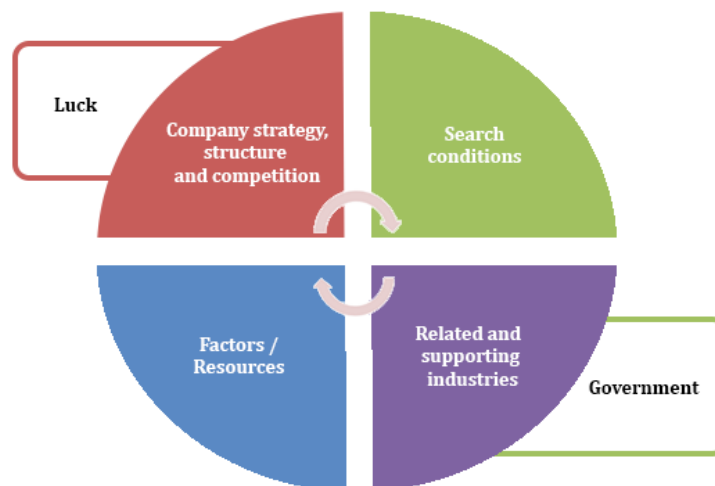 Luck
Company strategy,
structure
and competition
Search
conditions
Factors /
Resources
Related and
supporting
industries
Government